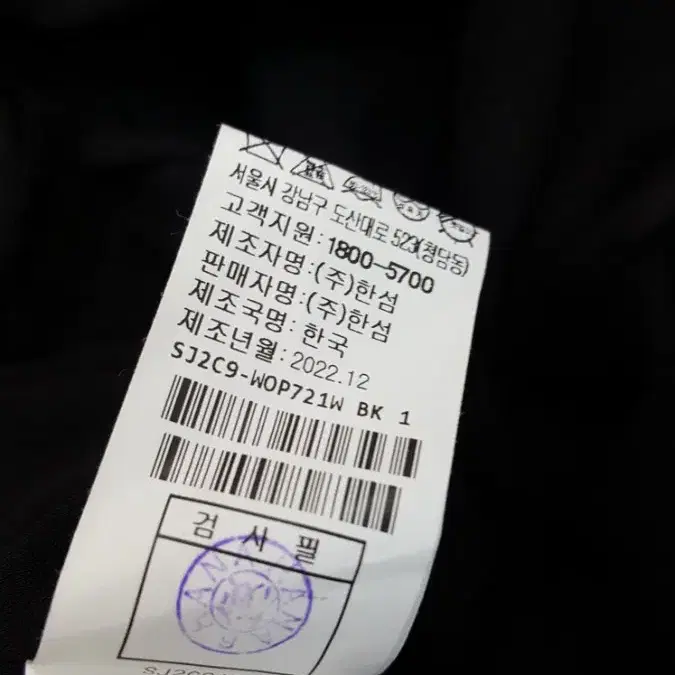 서울시 강남구 도산대로 523(청담동)
고객지원 : 1800-5700
제조자명 : (주)한섬
판매자명 : (주)한섬
제조국명 : 한국
제조년월 : 2022.12
SJ2C9-WOP721W BK 1
검 사 필